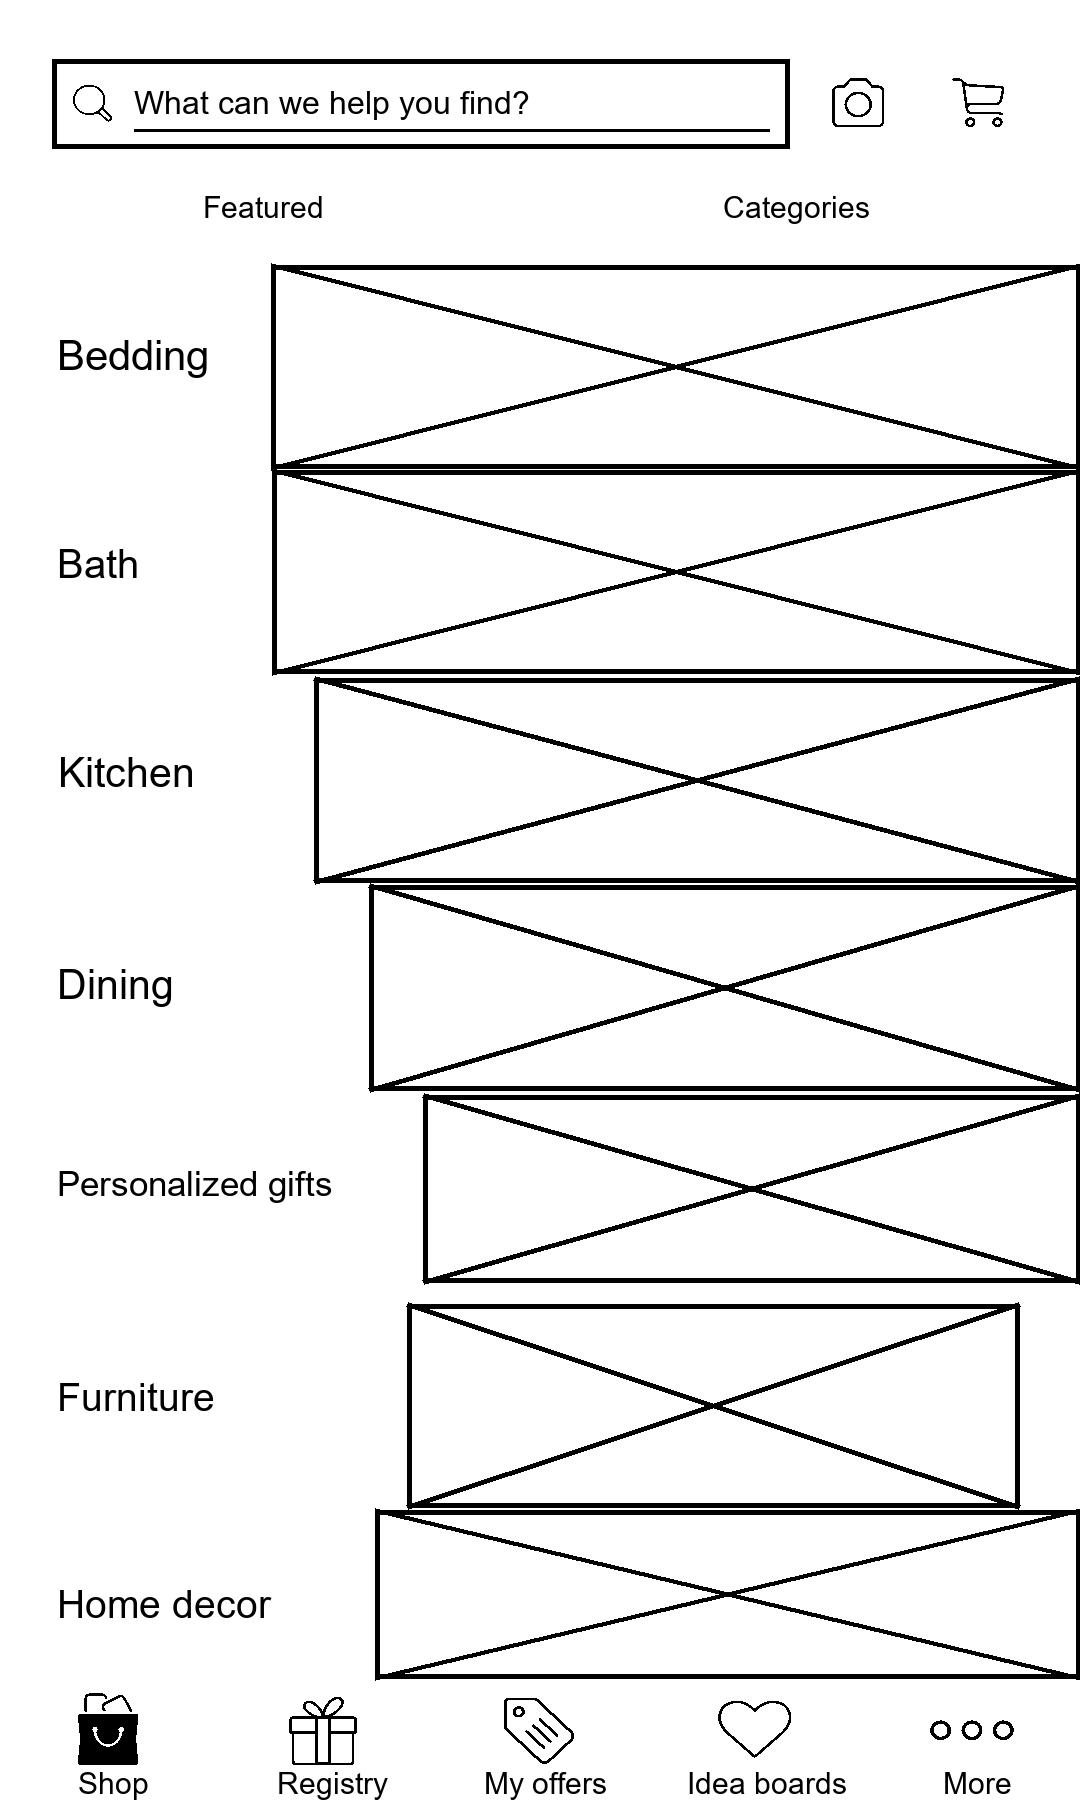 What can we help you find?
Featured
Categories
Bedding
Bath
Kitchen
Dining
Personalized gifts
Furniture
Home decor
Shop
Registry
My offers
Idea boards
More